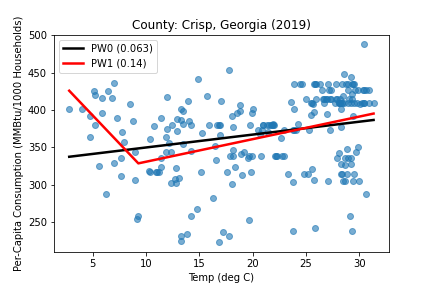 County: Crisp, Georgia (2019)
PW0 (0.063)
PW1 (0.14)
Per-Capita Consumption (MMBtu/1000 Households)
500
450
400
350
300
250
5 10 15 20 25 30
Temp (deg C)